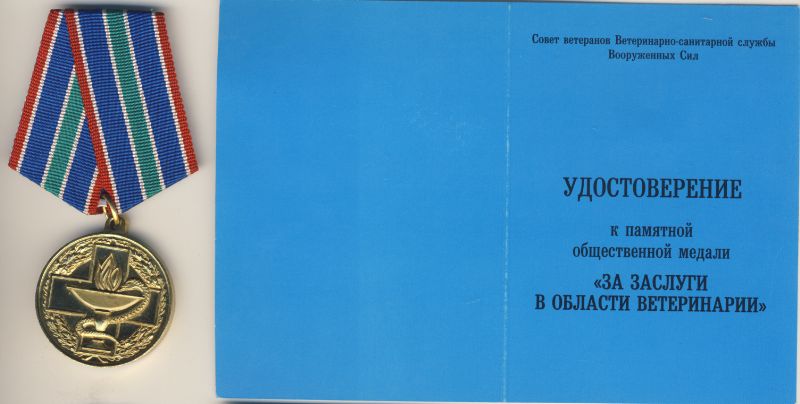 Совет ветеранов Ветеринарно-санитарной службы
Вооруженных Сил
УДОСТОВЕРЕНИЕ
к памятной
общественной медали
«ЗА ЗАСЛУГИ
В ОБЛАСТИ ВЕТЕРИНАРИИ»